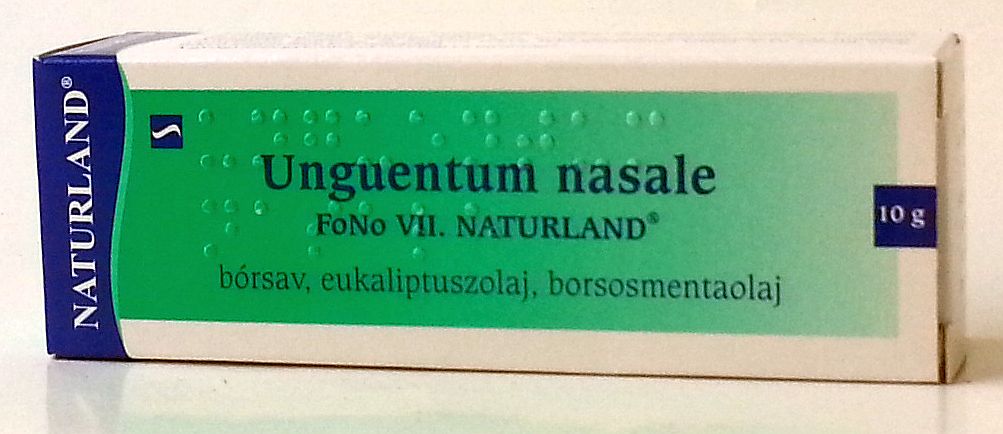 NATURLAND®
Unguentum nasale
FoNo VII. NATURLAND®
bórsav, eukaliptuszolaj, borsosmentaolaj
10 g